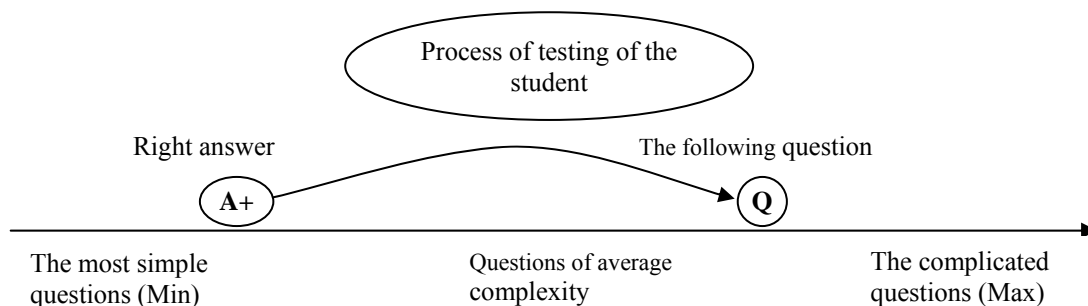 Process of testing of the
student
Right answer
The following question
A+
Q
The most simple
questions (Min)
Questions of average
complexity
The complicated
questions (Max)